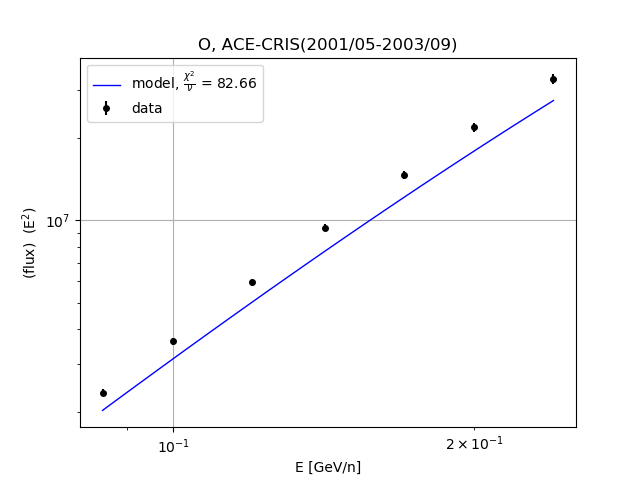 O, ACE-CRIS(2001/05-2003/09)
model, χ²/ν = 82.66
data
10⁷
(flux) (E²)
10⁻¹
2 × 10⁻¹
E [GeV/n]